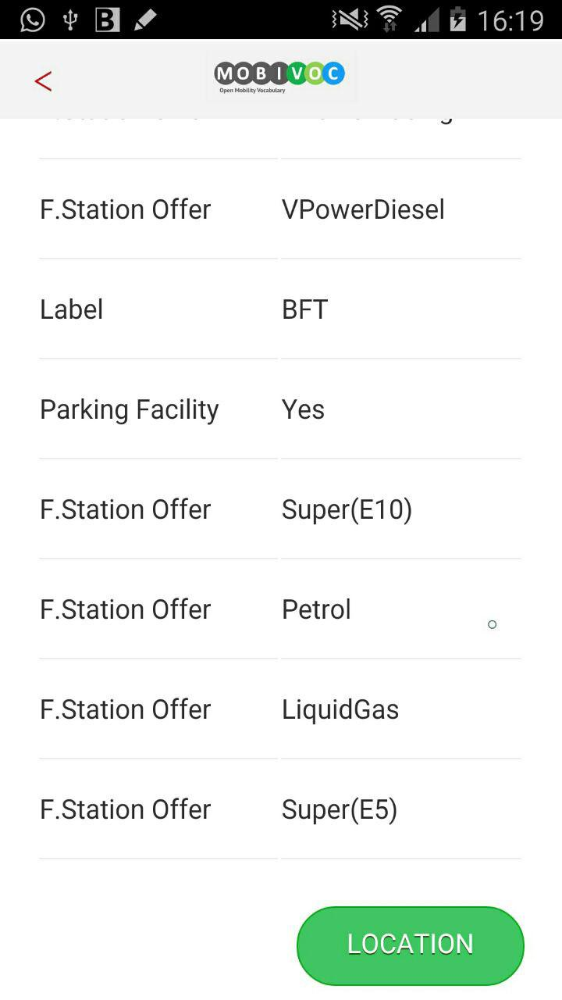 16:19
<
MOBIVOC
Open Mobility Vocabulary
F.Station Offer VPowerDiesel
Label BFT
Parking Facility Yes
F.Station Offer Super(E10)
F.Station Offer Petrol
F.Station Offer LiquidGas
F.Station Offer Super(E5)
LOCATION